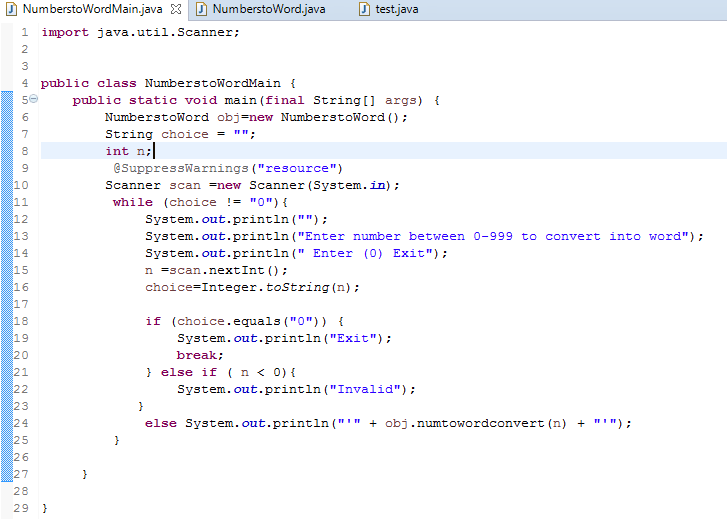 NumberstoWordMain.java NumberstoWord.java test.java
1 import java.util.Scanner;
2
3
4 public class NumberstoWordMain {
5 public static void main(final String[] args) {
6 NumberstoWord obj=new NumberstoWord();
7 String choice = "";
8 int n;
9 @SuppressWarnings("resource")
10 Scanner scan =new Scanner(System.in);
11 while (choice != "0"){
12 System.out.println("");
13 System.out.println("Enter number between 0-999 to convert into word");
14 System.out.println(" Enter (0) Exit");
15 n =scan.nextInt();
16 choice=Integer.toString(n);
17
18 if (choice.equals("0")) {
19 System.out.println("Exit");
20 break;
21 } else if ( n < 0){
22 System.out.println("Invalid");
23 }
24 else System.out.println("'" + obj.numtowordconvert(n) + "'");
25 }
26
27 }
28
29 }